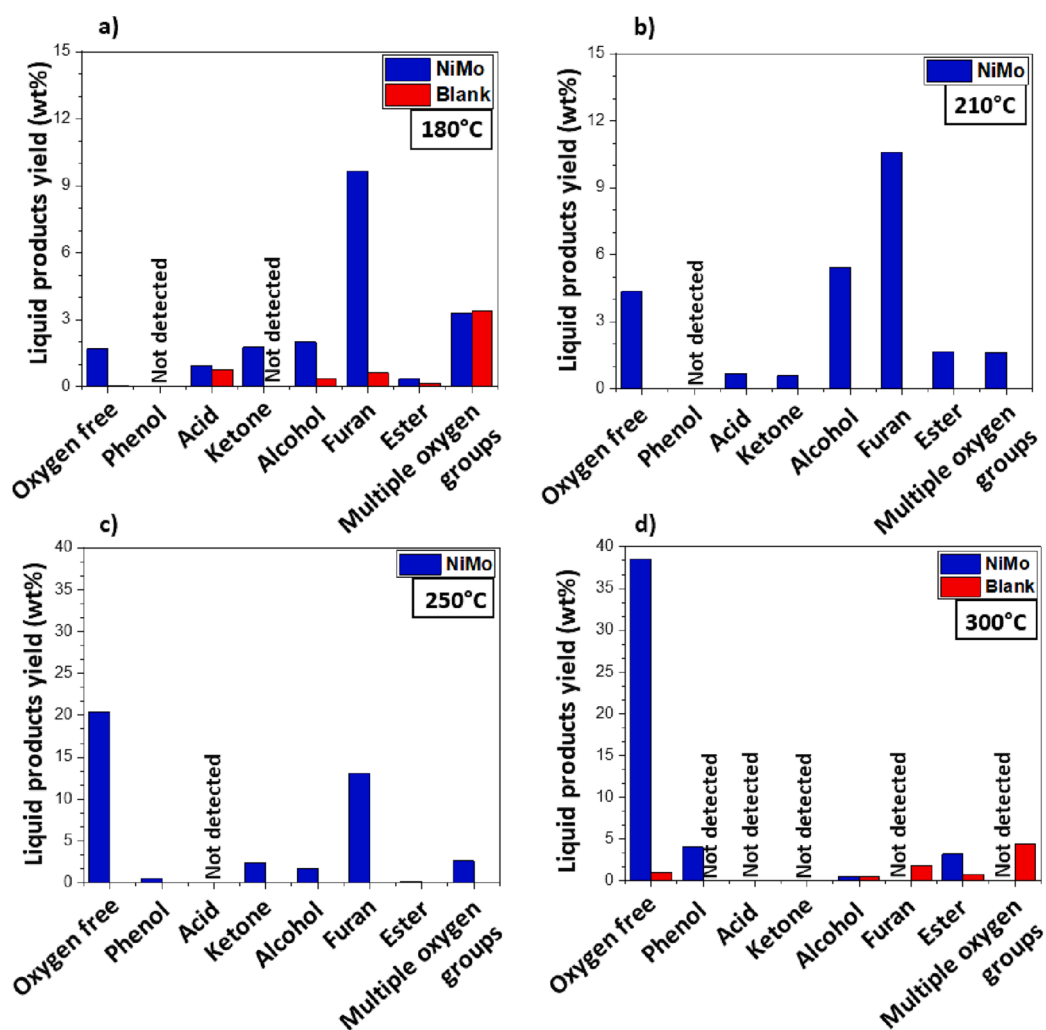 a)
Liquid products yield (wt%)
15
12
9
6
3
0
NiMo
Blank
180°C
Not detected
Not detected
Oxygen free
Phenol
Acid
Ketone
Alcohol
Furan
Ester
Multiple oxygen
groups
b)
Liquid products yield (wt%)
15
12
9
6
3
0
NiMo
210°C
Not detected
Oxygen free
Phenol
Acid
Ketone
Alcohol
Furan
Ester
Multiple oxygen
groups
c)
Liquid products yield (wt%)
40
35
30
25
20
15
10
5
0
NiMo
250°C
Not detected
Oxygen free
Phenol
Acid
Ketone
Alcohol
Furan
Ester
Multiple oxygen
groups
d)
Liquid products yield (wt%)
40
35
30
25
20
15
10
5
0
NiMo
Blank
300°C
Not detected
Not detected
Not detected
Not detected
Not detected
Oxygen free
Phenol
Acid
Ketone
Alcohol
Furan
Ester
Multiple oxygen
groups